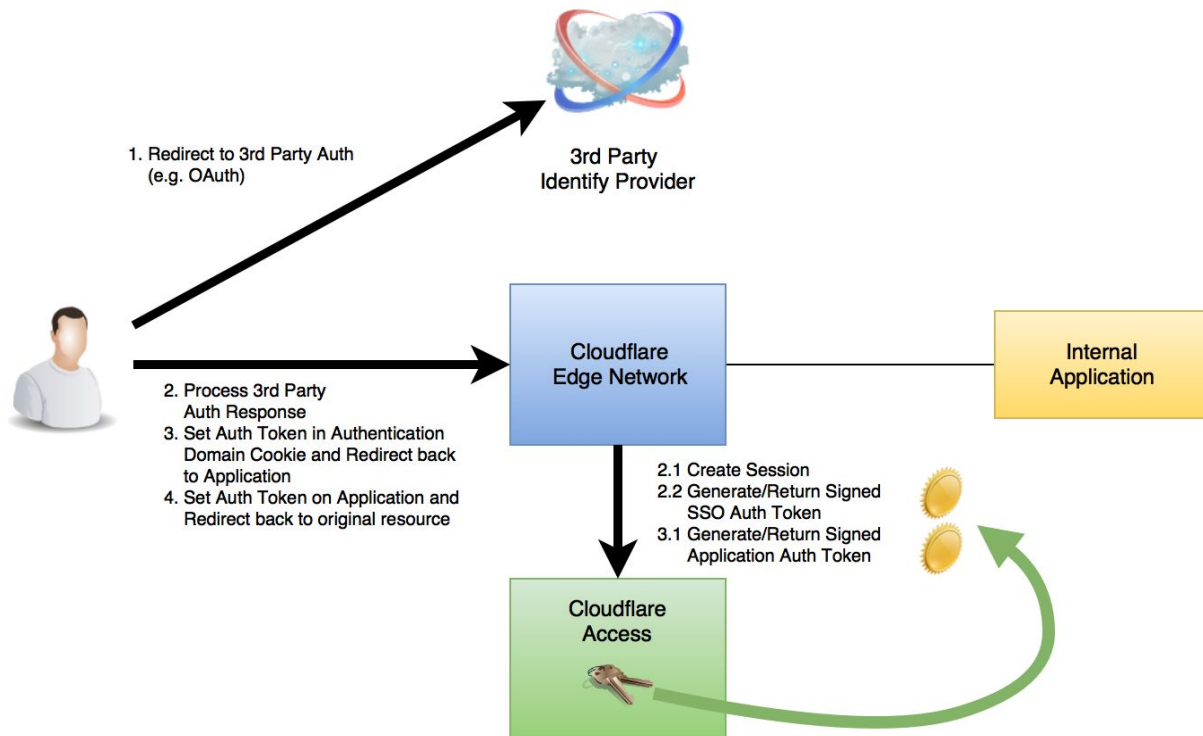 1. Redirect to 3rd Party Auth
(e.g. OAuth)
3rd Party
Identify Provider
Cloudflare
Edge Network
Internal
Application
2. Process 3rd Party
Auth Response
3. Set Auth Token in Authentication
Domain Cookie and Redirect back
to Application
4. Set Auth Token on Application and
Redirect back to original resource
2.1 Create Session
2.2 Generate/Return Signed
SSO Auth Token
3.1 Generate/Return Signed
Application Auth Token
Cloudflare
Access